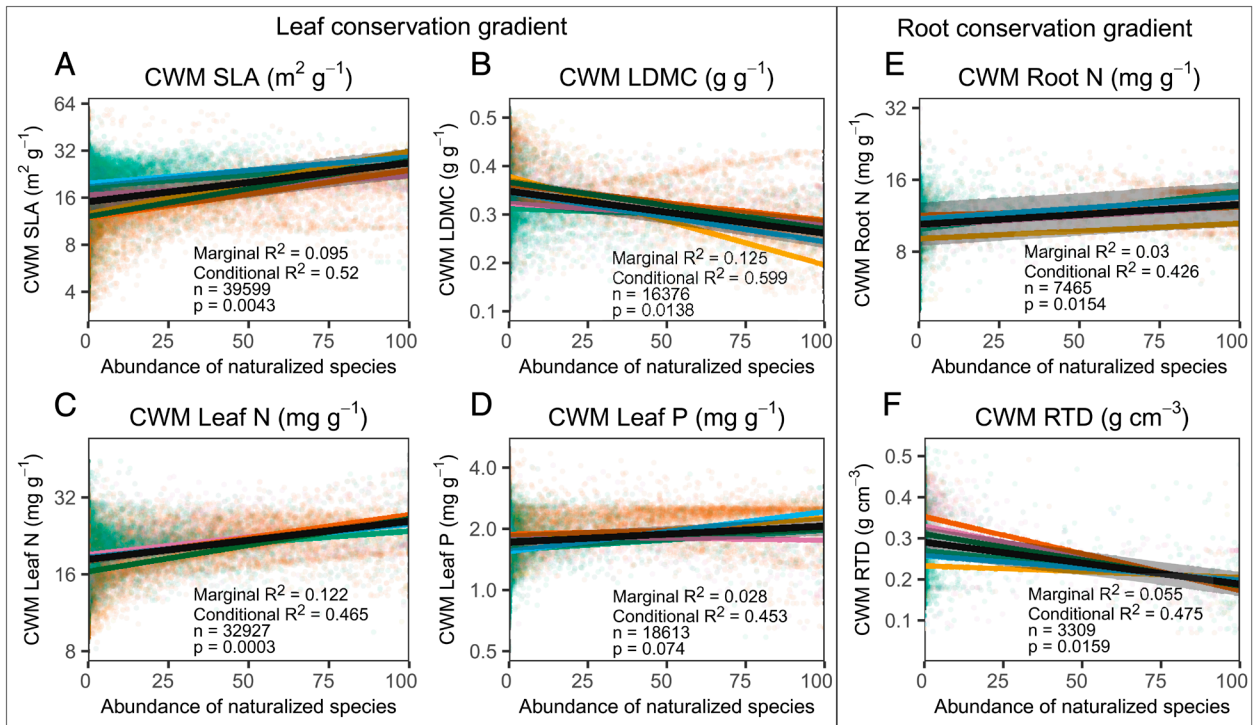 Leaf conservation gradient
Root conservation gradient
A
CWM SLA (m² g⁻¹)
CWM SLA (m² g⁻¹)
64
32
16
8
4
Marginal R² = 0.095
Conditional R² = 0.52
n = 39599
p = 0.0043
0 25 50 75 100
Abundance of naturalized species
B
CWM LDMC (g g⁻¹)
CWM LDMC (g g⁻¹)
0.5
0.4
0.3
0.2
0.1
Marginal R² = 0.125
Conditional R² = 0.599
n = 16376
p = 0.0138
0 25 50 75 100
Abundance of naturalized species
E
CWM Root N (mg g⁻¹)
CWM Root N (mg g⁻¹)
32
16
8
Marginal R² = 0.03
Conditional R² = 0.426
n = 7465
p = 0.0154
0 25 50 75 100
Abundance of naturalized species
C
CWM Leaf N (mg g⁻¹)
CWM Leaf N (mg g⁻¹)
32
16
8
Marginal R² = 0.122
Conditional R² = 0.465
n = 32927
p = 0.0003
0 25 50 75 100
Abundance of naturalized species
D
CWM Leaf P (mg g⁻¹)
CWM Leaf P (mg g⁻¹)
4.0
2.0
1.0
0.5
Marginal R² = 0.028
Conditional R² = 0.453
n = 18613
p = 0.074
0 25 50 75 100
Abundance of naturalized species
F
CWM RTD (g cm⁻³)
CWM RTD (g cm⁻³)
0.5
0.4
0.3
0.2
0.1
Marginal R² = 0.055
Conditional R² = 0.475
n = 3309
p = 0.0159
0 25 50 75 100
Abundance of naturalized species